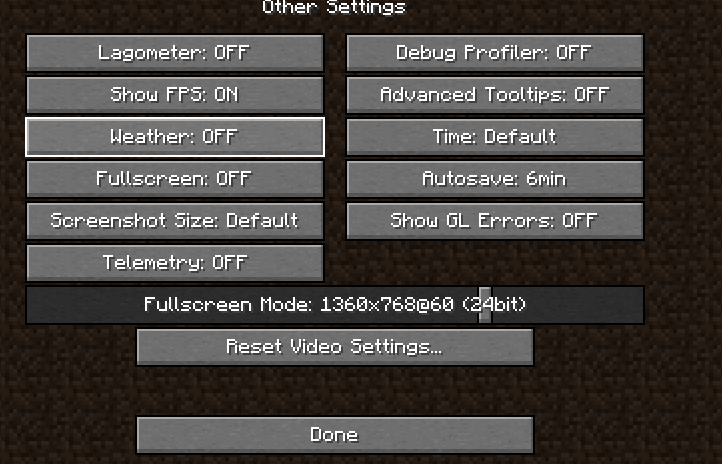 Other Settings
Lagometer: OFF
Debug Profiler: OFF
Show FPS: ON
Advanced Tooltips: OFF
Weather: OFF
Time: Default
Fullscreen: OFF
Autosave: 6min
Screenshot Size: Default
Show GL Errors: OFF
Telemetry: OFF
Fullscreen Mode: 1360x768@60 (24bit)
Reset Video Settings...
Done